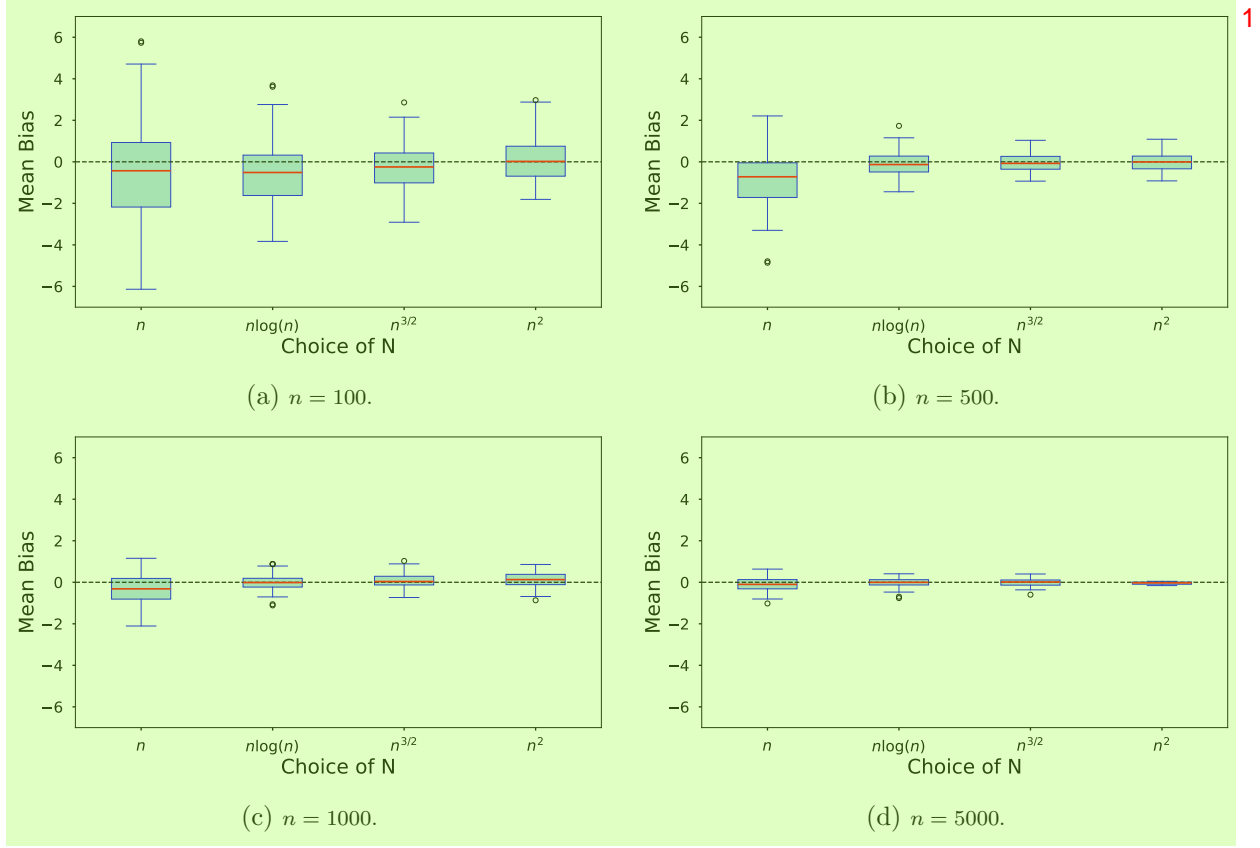 1
6
4
2
0
−2
−4
−6
Mean Bias
n
nlog(n)
n^{3/2}
n^2
Choice of N
(a) n = 100.
6
4
2
0
−2
−4
−6
Mean Bias
n
nlog(n)
n^{3/2}
n^2
Choice of N
(b) n = 500.
6
4
2
0
−2
−4
−6
Mean Bias
n
nlog(n)
n^{3/2}
n^2
Choice of N
(c) n = 1000.
6
4
2
0
−2
−4
−6
Mean Bias
n
nlog(n)
n^{3/2}
n^2
Choice of N
(d) n = 5000.